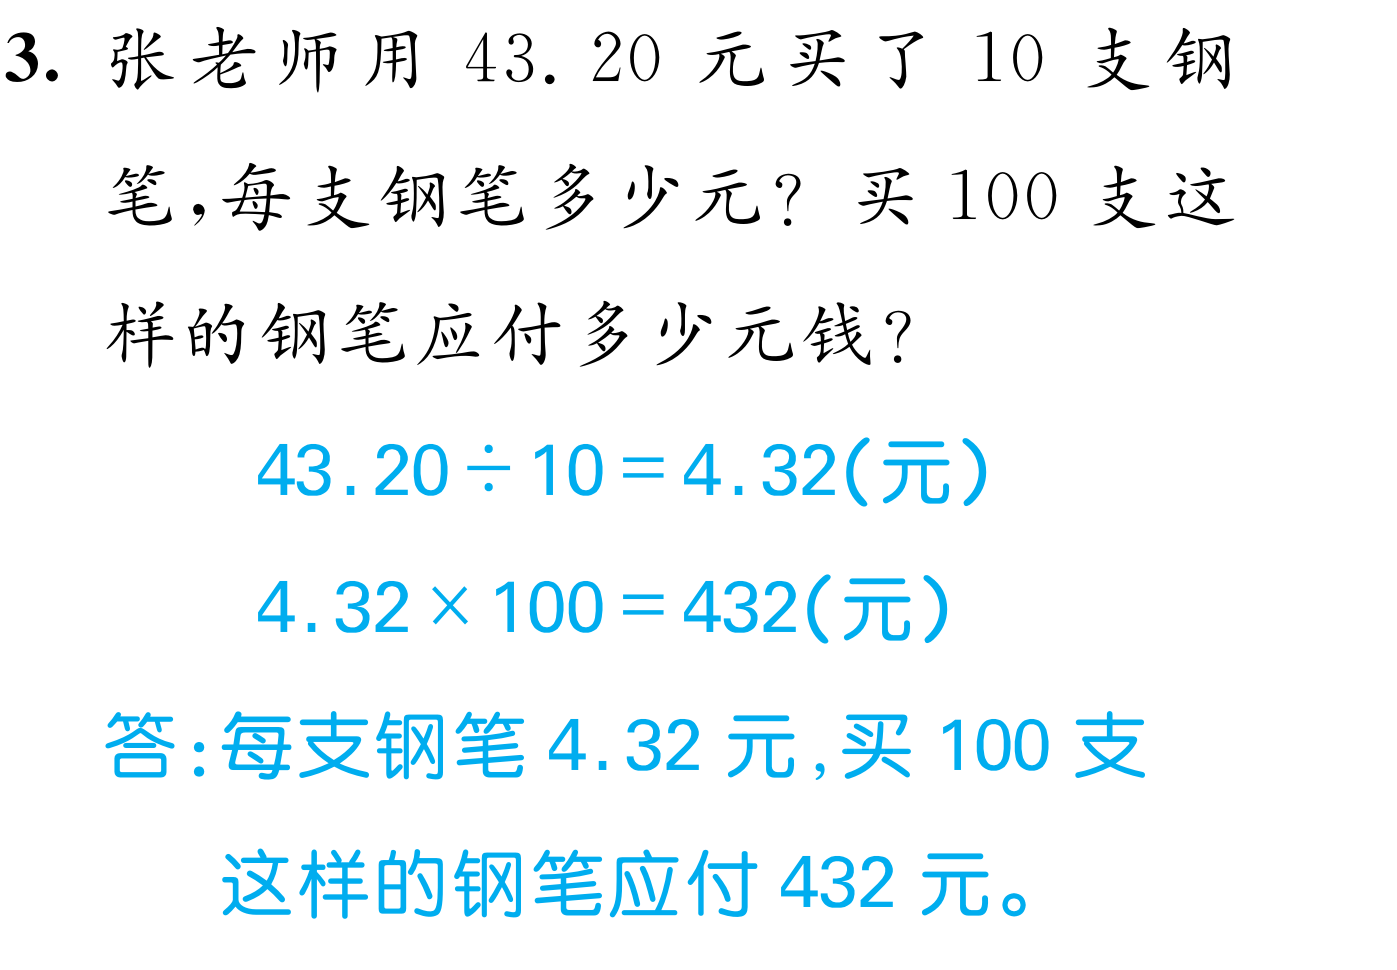 3. 张老师用 43.20 元买了 10 支钢
笔,每支钢笔多少元? 买 100 支这
样的钢笔应付多少元钱?
43.20÷10=4.32(元)
4.32×100=432(元)
答:每支钢笔 4.32 元,买 100 支
这样的钢笔应付 432 元。